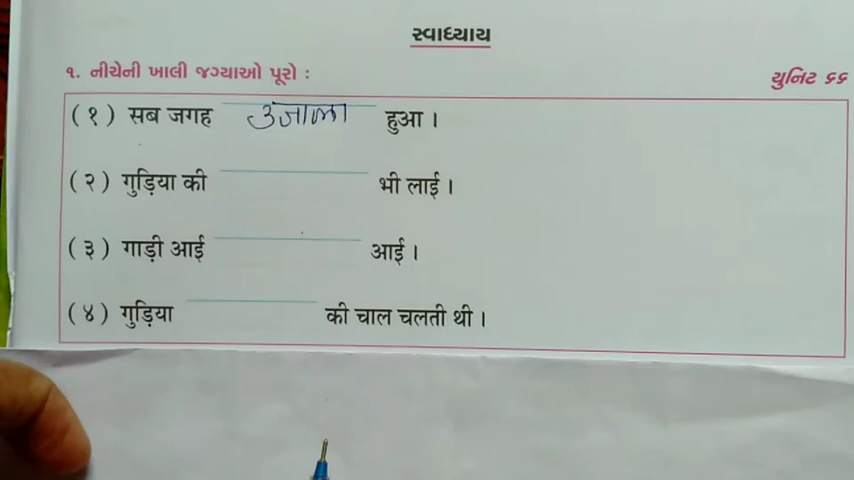 સ્વાધ્યાય
૧. નીચેની ખાલી જગ્યાઓ પૂરો :
યુનિટ ૬૬
( १ ) सब जगह उजाला हुआ ।
( २ ) गुड़िया की भी लाई ।
( ३ ) गाड़ी आई आई ।
( ४ ) गुड़िया की चाल चलती थी ।